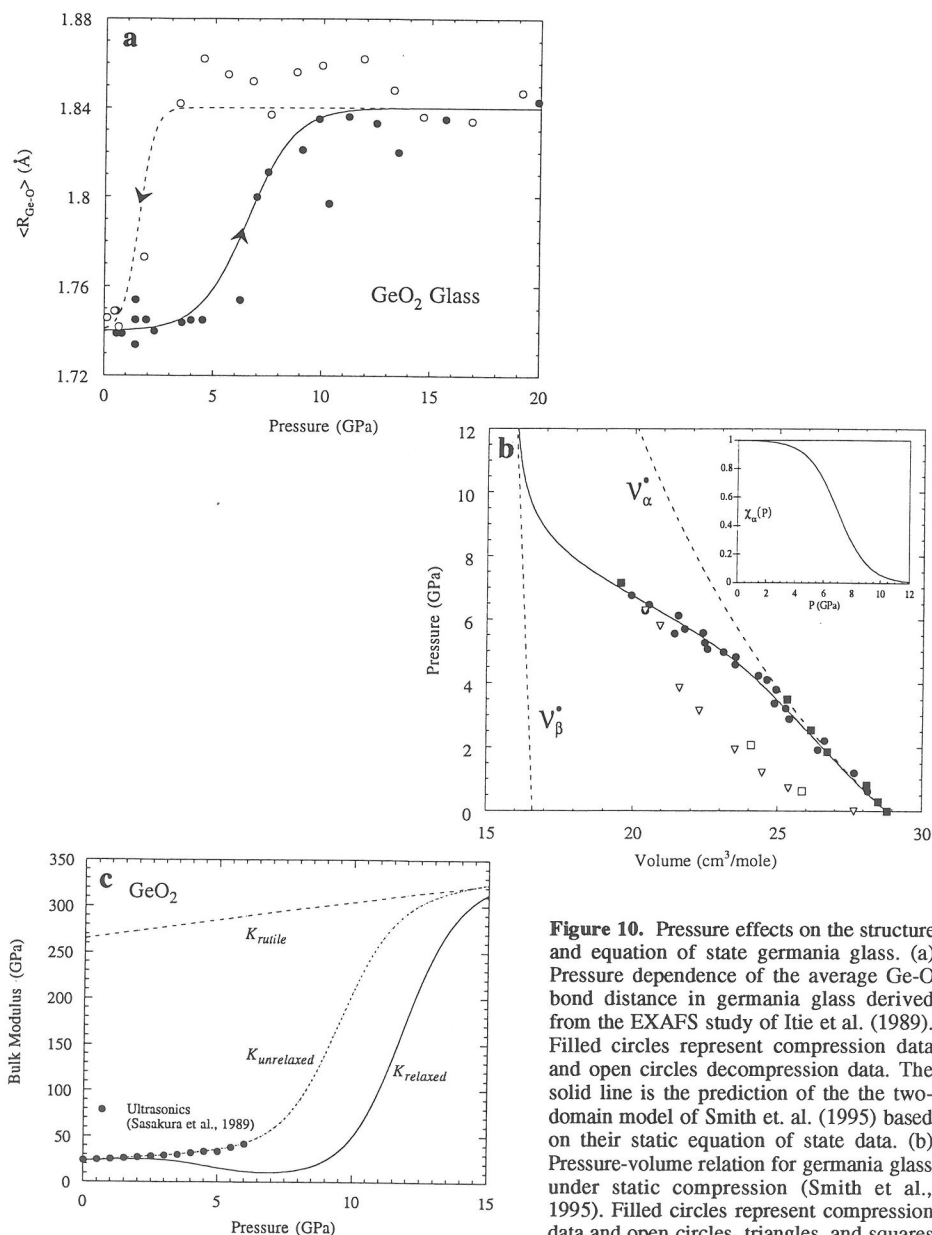 a
1.88
1.84
1.8
1.76
1.72
<R_Ge-O> (Å)
GeO₂ Glass
0 5 10 15 20
Pressure (GPa)
b
12
10
8
6
4
2
0
Pressure (GPa)
V°α
V°β
1
0.8
0.6
0.4
0.2
0
χα(P)
0 2 4 6 8 10 12
P (GPa)
15 20 25 30
Volume (cm³/mole)
c GeO₂
350
300
250
200
150
100
50
0
Bulk Modulus (GPa)
K_rutile
K_unrelaxed
K_relaxed
Ultrasonics
(Sasakura et al., 1989)
0 5 10 15
Pressure (GPa)
Figure 10. Pressure effects on the structure
and equation of state germania glass. (a)
Pressure dependence of the average Ge-O
bond distance in germania glass derived
from the EXAFS study of Itie et al. (1989).
Filled circles represent compression data
and open circles decompression data. The
solid line is the prediction of the the two-
domain model of Smith et. al. (1995) based
on their static equation of state data. (b)
Pressure-volume relation for germania glass
under static compression (Smith et al.,
1995). Filled circles represent compression
data and open circles, triangles, and squares